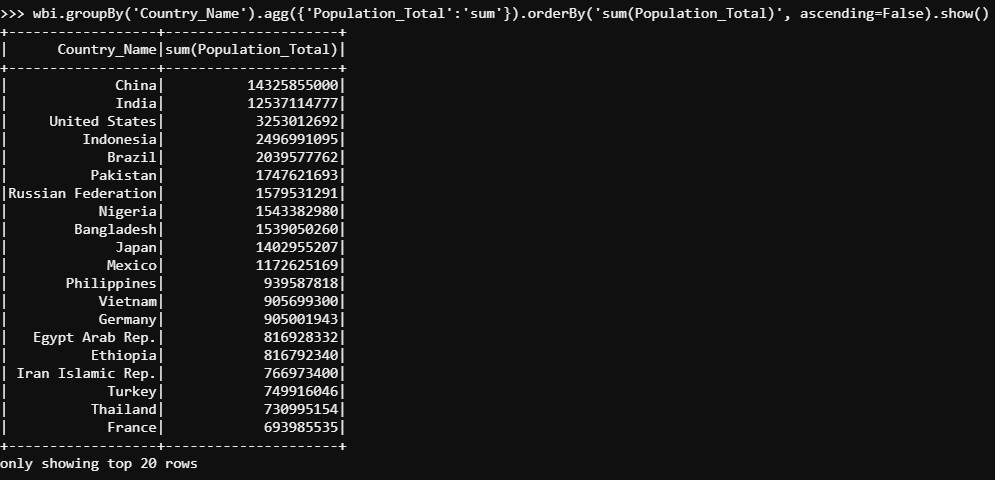 >>> wbi.groupBy('Country_Name').agg({'Population_Total':'sum'}).orderBy('sum(Population_Total)', ascending=False).show()
+------------------+---------------------+
|      Country_Name|sum(Population_Total)|
+------------------+---------------------+
|             China|          14325855000|
|             India|          12537114777|
|     United States|           3253012692|
|         Indonesia|           2496991095|
|            Brazil|           2039577762|
|          Pakistan|           1747621693|
|Russian Federation|           1579531291|
|           Nigeria|           1543382980|
|        Bangladesh|           1539050260|
|             Japan|           1402955207|
|            Mexico|           1172625169|
|       Philippines|            939587818|
|           Vietnam|            905699300|
|           Germany|            905001943|
|   Egypt Arab Rep.|            816928332|
|          Ethiopia|            816792340|
| Iran Islamic Rep.|            766973400|
|            Turkey|            749916046|
|          Thailand|            730995154|
|            France|            693985535|
+------------------+---------------------+
only showing top 20 rows